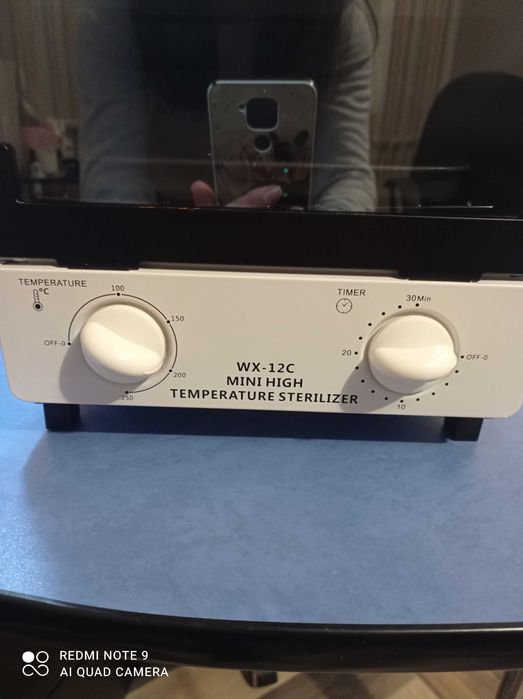 TEMPERATURE
°C
100
150
OFF-0
200
250
TIMER
30Min
20
OFF-0
10
WX-12C
MINI HIGH
TEMPERATURE STERILIZER
REDMI NOTE 9
AI QUAD CAMERA